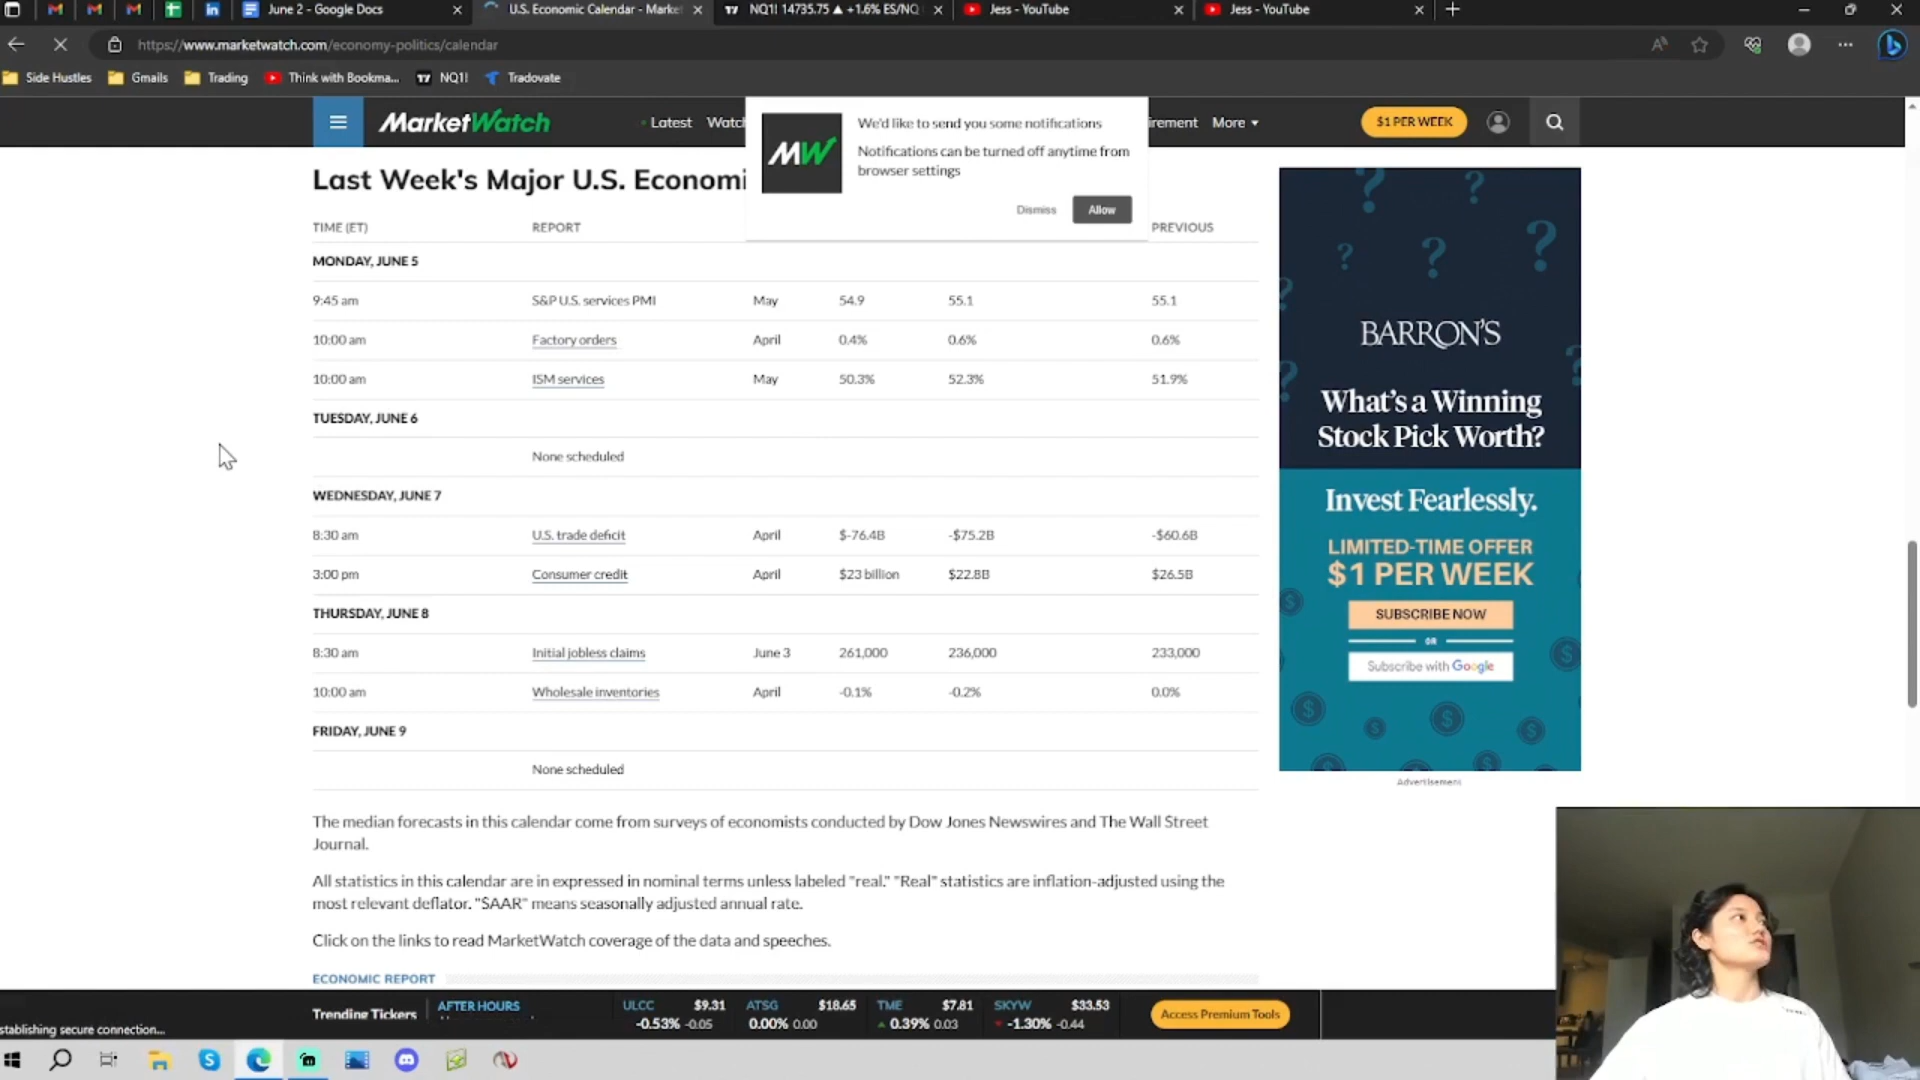 June 2 - Google Docs
U.S. Economic Calendar - Marke
NQ1! 14735.75 ▲ +1.6% ES/NQ
Jess - YouTube
Jess - YouTube
https://www.marketwatch.com/economy-politics/calendar
Side Hustles
Gmails
Trading
Think with Bookma...
NQ1!
Tradovate
MarketWatch
Latest
Watch
irement
More
$1 PER WEEK
MW
We'd like to send you some notifications
Notifications can be turned off anytime from
browser settings
Dismiss
Allow
Last Week's Major U.S. Economi
TIME (ET) REPORT PREVIOUS
MONDAY, JUNE 5
9:45 am S&P U.S. services PMI May 54.9 55.1 55.1
10:00 am Factory orders April 0.4% 0.6% 0.6%
10:00 am ISM services May 50.3% 52.3% 51.9%
TUESDAY, JUNE 6
None scheduled
WEDNESDAY, JUNE 7
8:30 am U.S. trade deficit April $-76.4B -$75.2B -$60.6B
3:00 pm Consumer credit April $23 billion $22.8B $26.5B
THURSDAY, JUNE 8
8:30 am Initial jobless claims June 3 261,000 236,000 233,000
10:00 am Wholesale inventories April -0.1% -0.2% 0.0%
FRIDAY, JUNE 9
None scheduled
The median forecasts in this calendar come from surveys of economists conducted by Dow Jones Newswires and The Wall Street
Journal.
All statistics in this calendar are in expressed in nominal terms unless labeled "real." "Real" statistics are inflation-adjusted using the
most relevant deflator. "SAAR" means seasonally adjusted annual rate.
Click on the links to read MarketWatch coverage of the data and speeches.
ECONOMIC REPORT
BARRON'S
What's a Winning
Stock Pick Worth?
Invest Fearlessly.
LIMITED-TIME OFFER
$1 PER WEEK
SUBSCRIBE NOW
OR
Subscribe with Google
Advertisement
Trending Tickers
AFTER HOURS
ULCC $9.31
-0.53% -0.05
ATSG $18.65
0.00% 0.00
TME $7.81
0.39% 0.03
SKYW $33.53
-1.30% -0.44
Access Premium Tools
stablishing secure connection...